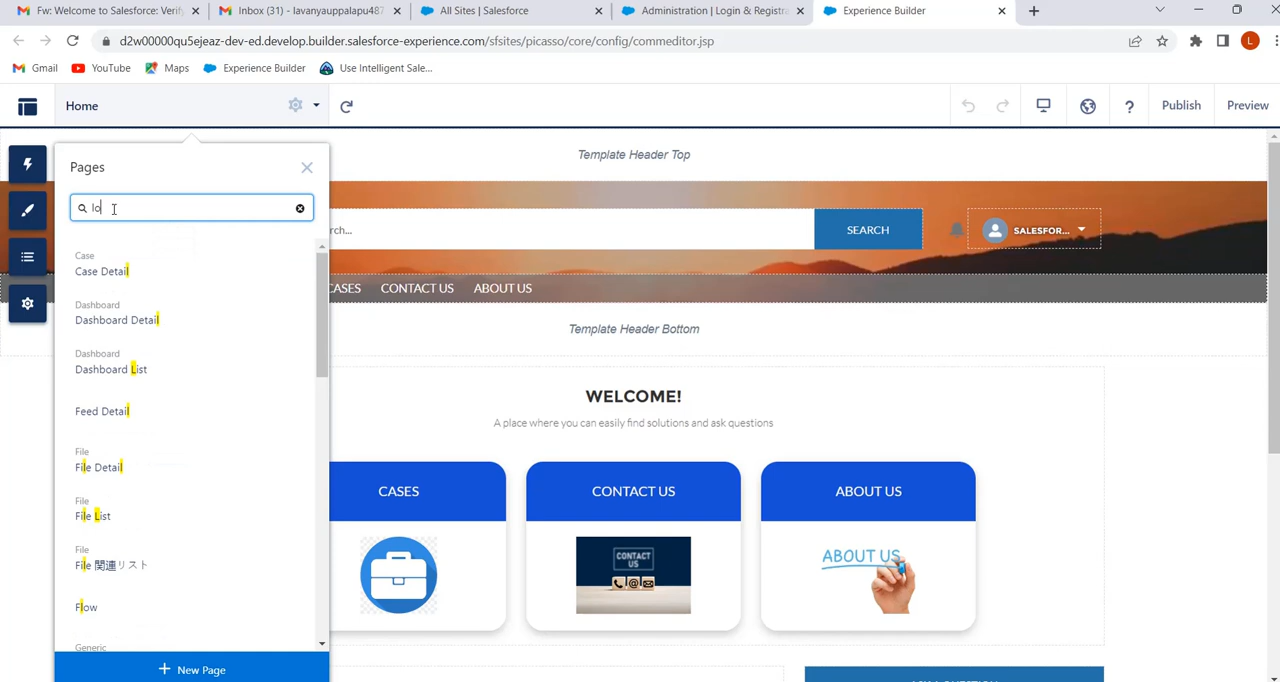 Fw: Welcome to Salesforce: Verify
Inbox (31) - lavanyauppalapu487
All Sites | Salesforce
Administration | Login & Registra
Experience Builder
d2w00000qu5ejeaz-dev-ed.develop.builder.salesforce-experience.com/sfsites/picasso/core/config/commeditor.jsp
L
Gmail
YouTube
Maps
Experience Builder
Use Intelligent Sale...
Home
Publish
Preview
Pages
lo
Case
Case Detail
Dashboard
Dashboard Detail
Dashboard
Dashboard List
Feed Detail
File
File Detail
File
File List
File
File 関連リスト
Flow
Generic
New Page
Template Header Top
rch...
SEARCH
SALESFOR...
CASES
CONTACT US
ABOUT US
Template Header Bottom
WELCOME!
A place where you can easily find solutions and ask questions
CASES
CONTACT US
ABOUT US
CONTACT
US
ABOUT US